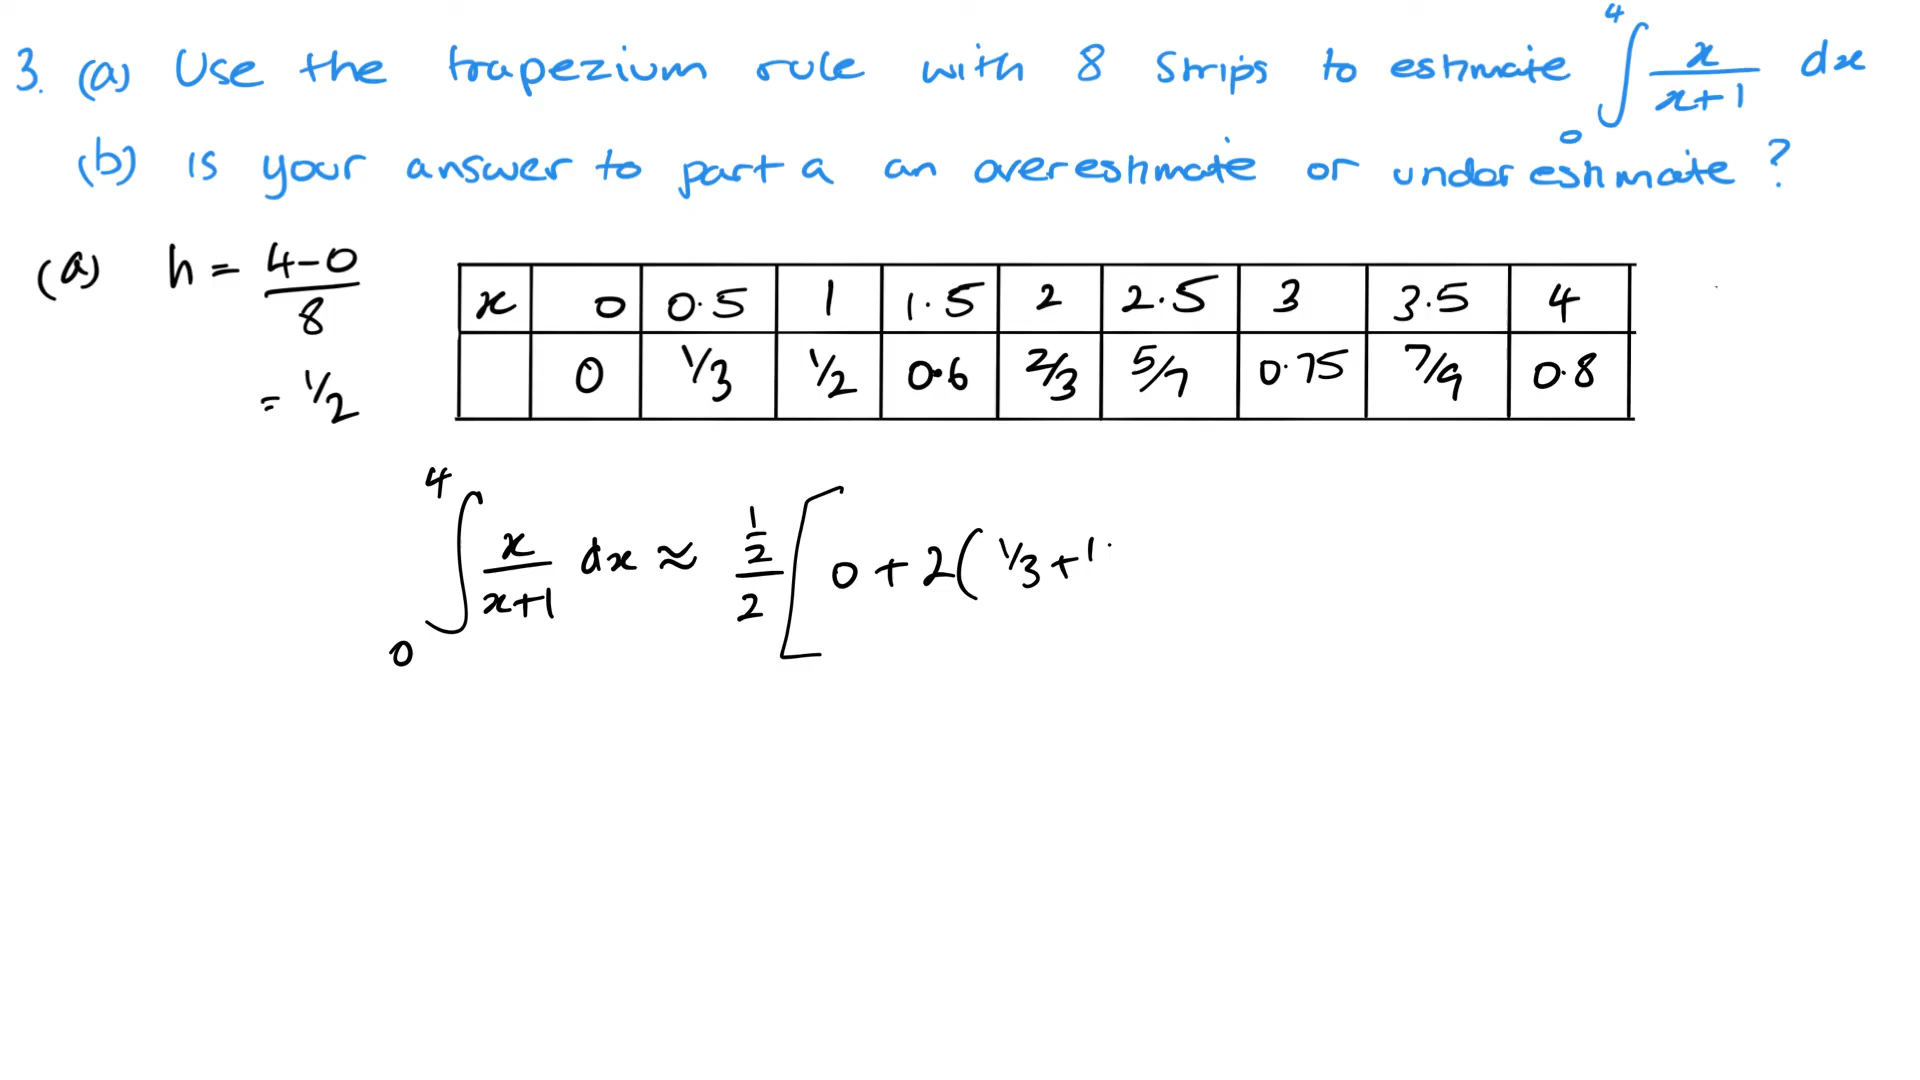 3. (a) Use the trapezium rule with 8 strips to estimate ∫₀⁴ x/(x+1) dx
(b) is your answer to part a an overestimate or underestimate ?
(a) h = (4-0)/8
= 1/2
x 0 0.5 1 1.5 2 2.5 3 3.5 4
0 1/3 1/2 0.6 2/3 5/7 0.75 7/9 0.8
∫₀⁴ x/(x+1) dx ≈ (1/2)/2 [ 0 + 2( 1/3 + 1